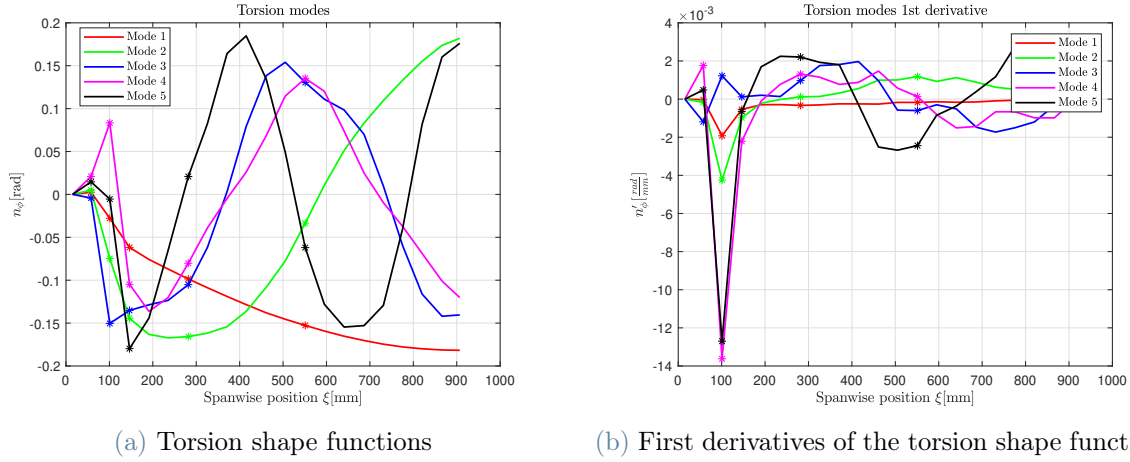 Torsion modes
0.2
0.15
0.1
0.05
0
-0.05
-0.1
-0.15
-0.2
n_ϕ[rad]
Mode 1
Mode 2
Mode 3
Mode 4
Mode 5
0 100 200 300 400 500 600 700 800 900 1000
Spanwise position ξ[mm]
(a) Torsion shape functions
×10⁻³ Torsion modes 1st derivative
4
2
0
-2
-4
-6
-8
-10
-12
-14
n′_ϕ[rad/mm]
Mode 1
Mode 2
Mode 3
Mode 4
Mode 5
0 100 200 300 400 500 600 700 800 900 1000
Spanwise position ξ[mm]
(b) First derivatives of the torsion shape funct